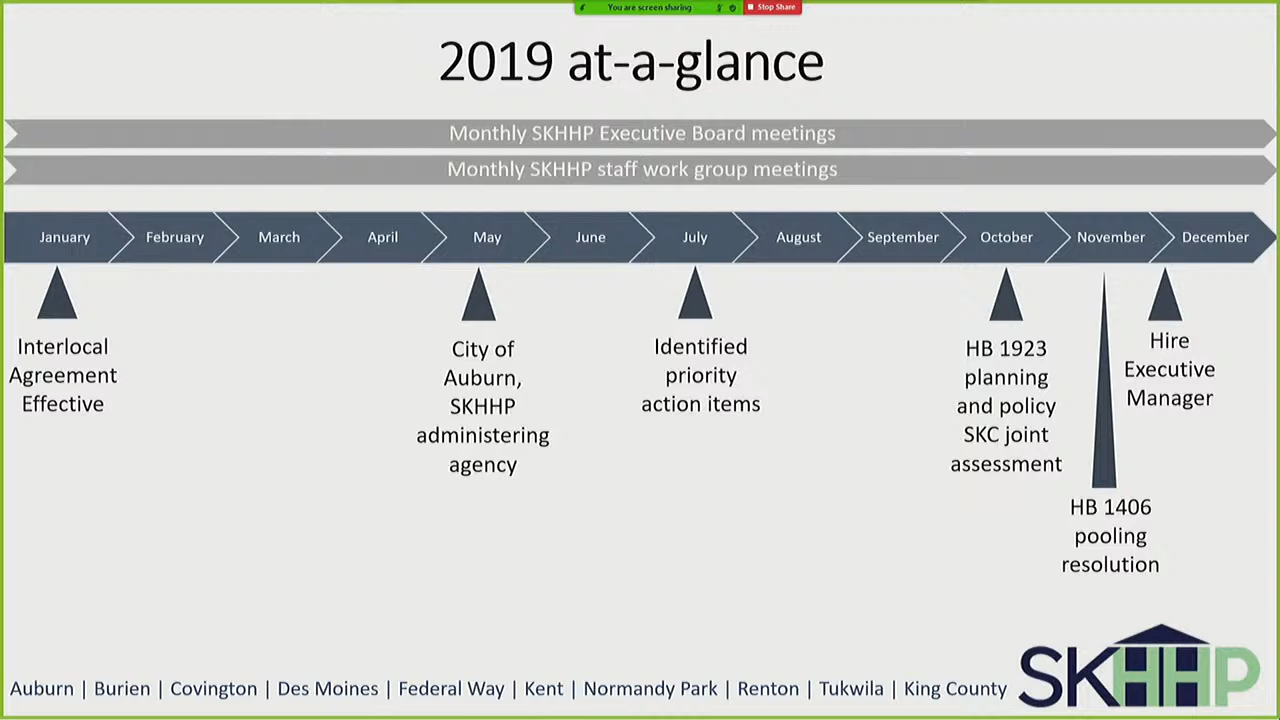 You are screen sharing
Stop Share
2019 at-a-glance
Monthly SKHHP Executive Board meetings
Monthly SKHHP staff work group meetings
January
February
March
April
May
June
July
August
September
October
November
December
Interlocal
Agreement
Effective
City of
Auburn,
SKHHP
administering
agency
Identified
priority
action items
HB 1923
planning
and policy
SKC joint
assessment
HB 1406
pooling
resolution
Hire
Executive
Manager
Auburn | Burien | Covington | Des Moines | Federal Way | Kent | Normandy Park | Renton | Tukwila | King County
SKHHP